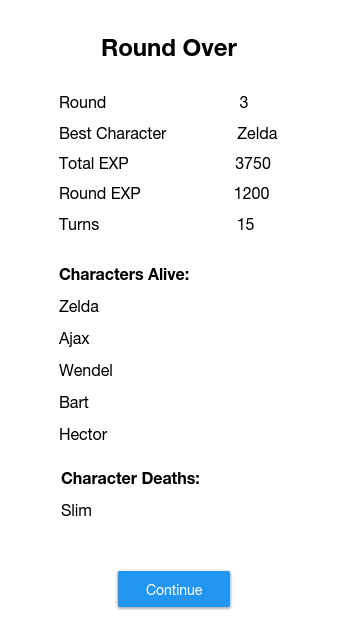 Round Over
Round 3
Best Character Zelda
Total EXP 3750
Round EXP 1200
Turns 15
Characters Alive:
Zelda
Ajax
Wendel
Bart
Hector
Character Deaths:
Slim
Continue